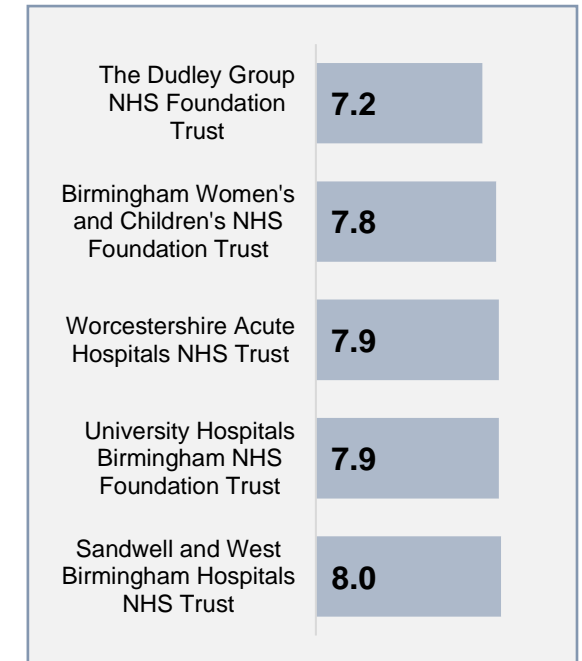 The Dudley Group
NHS Foundation
Trust
7.2
Birmingham Women's
and Children's NHS
Foundation Trust
7.8
Worcestershire Acute
Hospitals NHS Trust
7.9
University Hospitals
Birmingham NHS
Foundation Trust
7.9
Sandwell and West
Birmingham Hospitals
NHS Trust
8.0